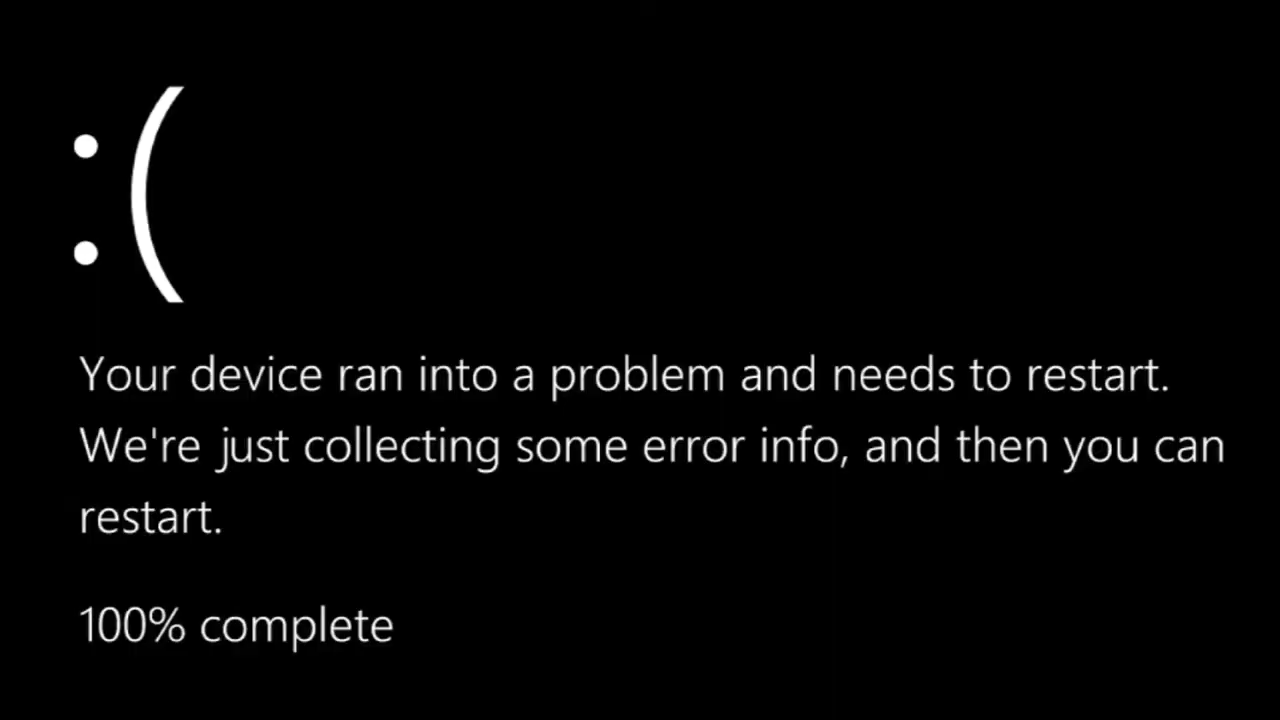 :(
Your device ran into a problem and needs to restart.
We're just collecting some error info, and then you can
restart.
100% complete